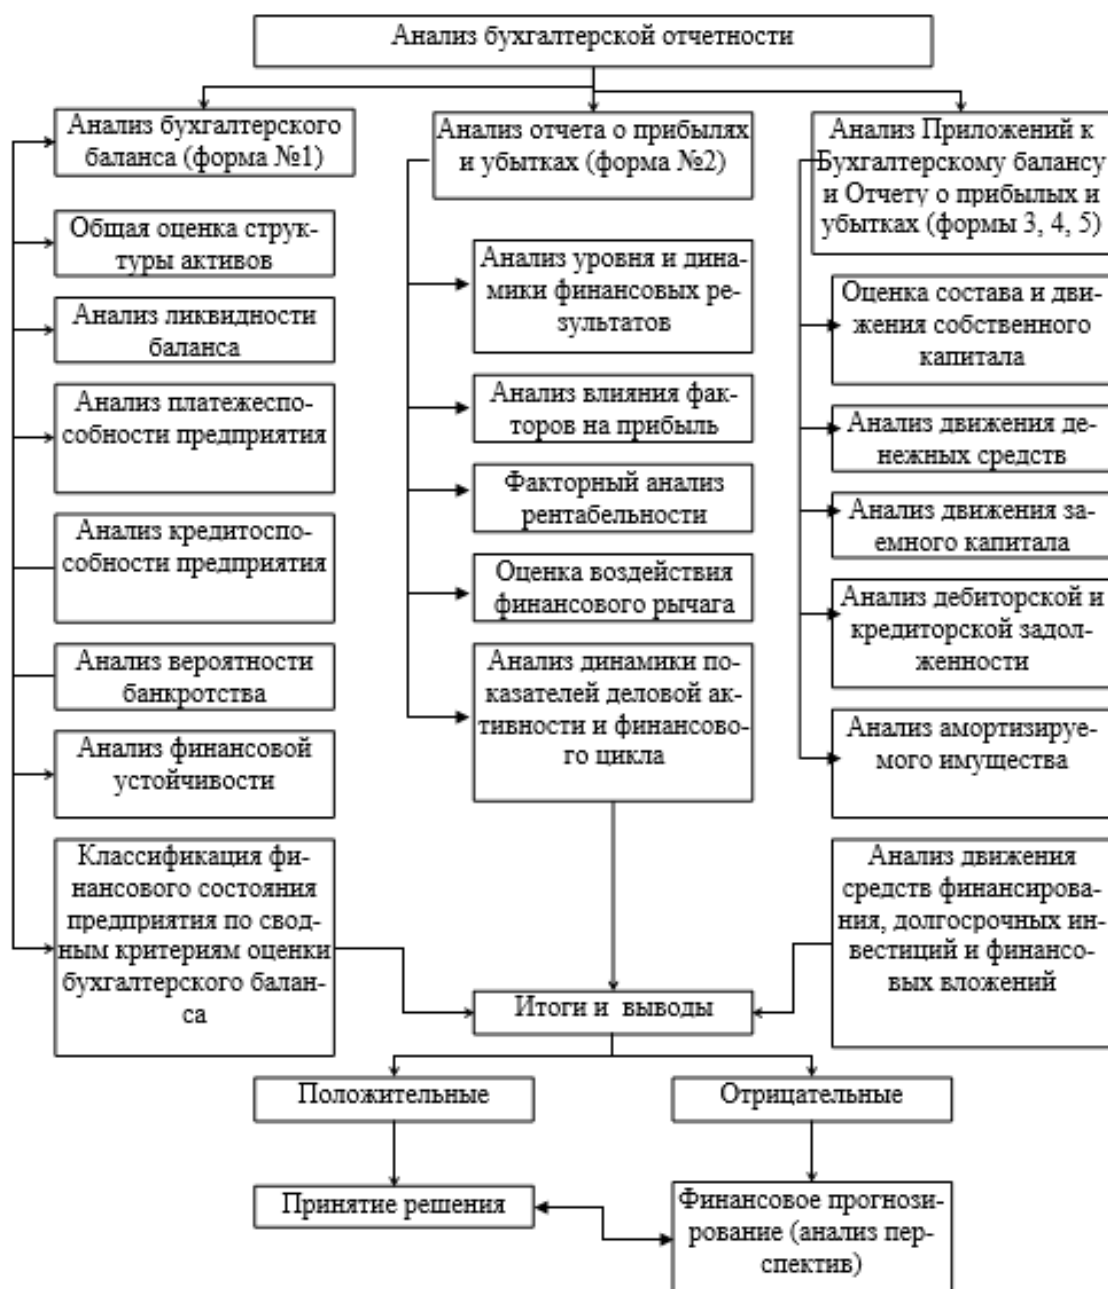 Анализ бухгалтерской отчетности
Анализ бухгалтерского
баланса (форма №1)
Общая оценка струк-
туры активов
Анализ ликвидности
баланса
Анализ платежеспо-
собности предприятия
Анализ кредитоспо-
собности предприятия
Анализ вероятности
банкротства
Анализ финансовой
устойчивости
Классификация фи-
нансового состояния
предприятия по свод-
ным критериям оценки
бухгалтерского балан-
са
Анализ отчета о прибылях
и убытках (форма №2)
Анализ уровня и дина-
мики финансовых ре-
зультатов
Анализ влияния фак-
торов на прибыль
Факторный анализ
рентабельности
Оценка воздействия
финансового рычага
Анализ динамики по-
казателей деловой ак-
тивности и финансово-
го цикла
Анализ Приложений к
Бухгалтерскому балансу
и Отчету о прибылых и
убытках (формы 3, 4, 5)
Оценка состава и дви-
жения собственного
капитала
Анализ движения де-
нежных средств
Анализ движения за-
емного капитала
Анализ дебиторской и
кредиторской задол-
женности
Анализ амортизируе-
мого имущества
Анализ движения
средств финансирова-
ния, долгосрочных ин-
вестиций и финансо-
вых вложений
Итоги и выводы
Положительные
Отрицательные
Принятие решения
Финансовое прогнози-
рование (анализ пер-
спектив)